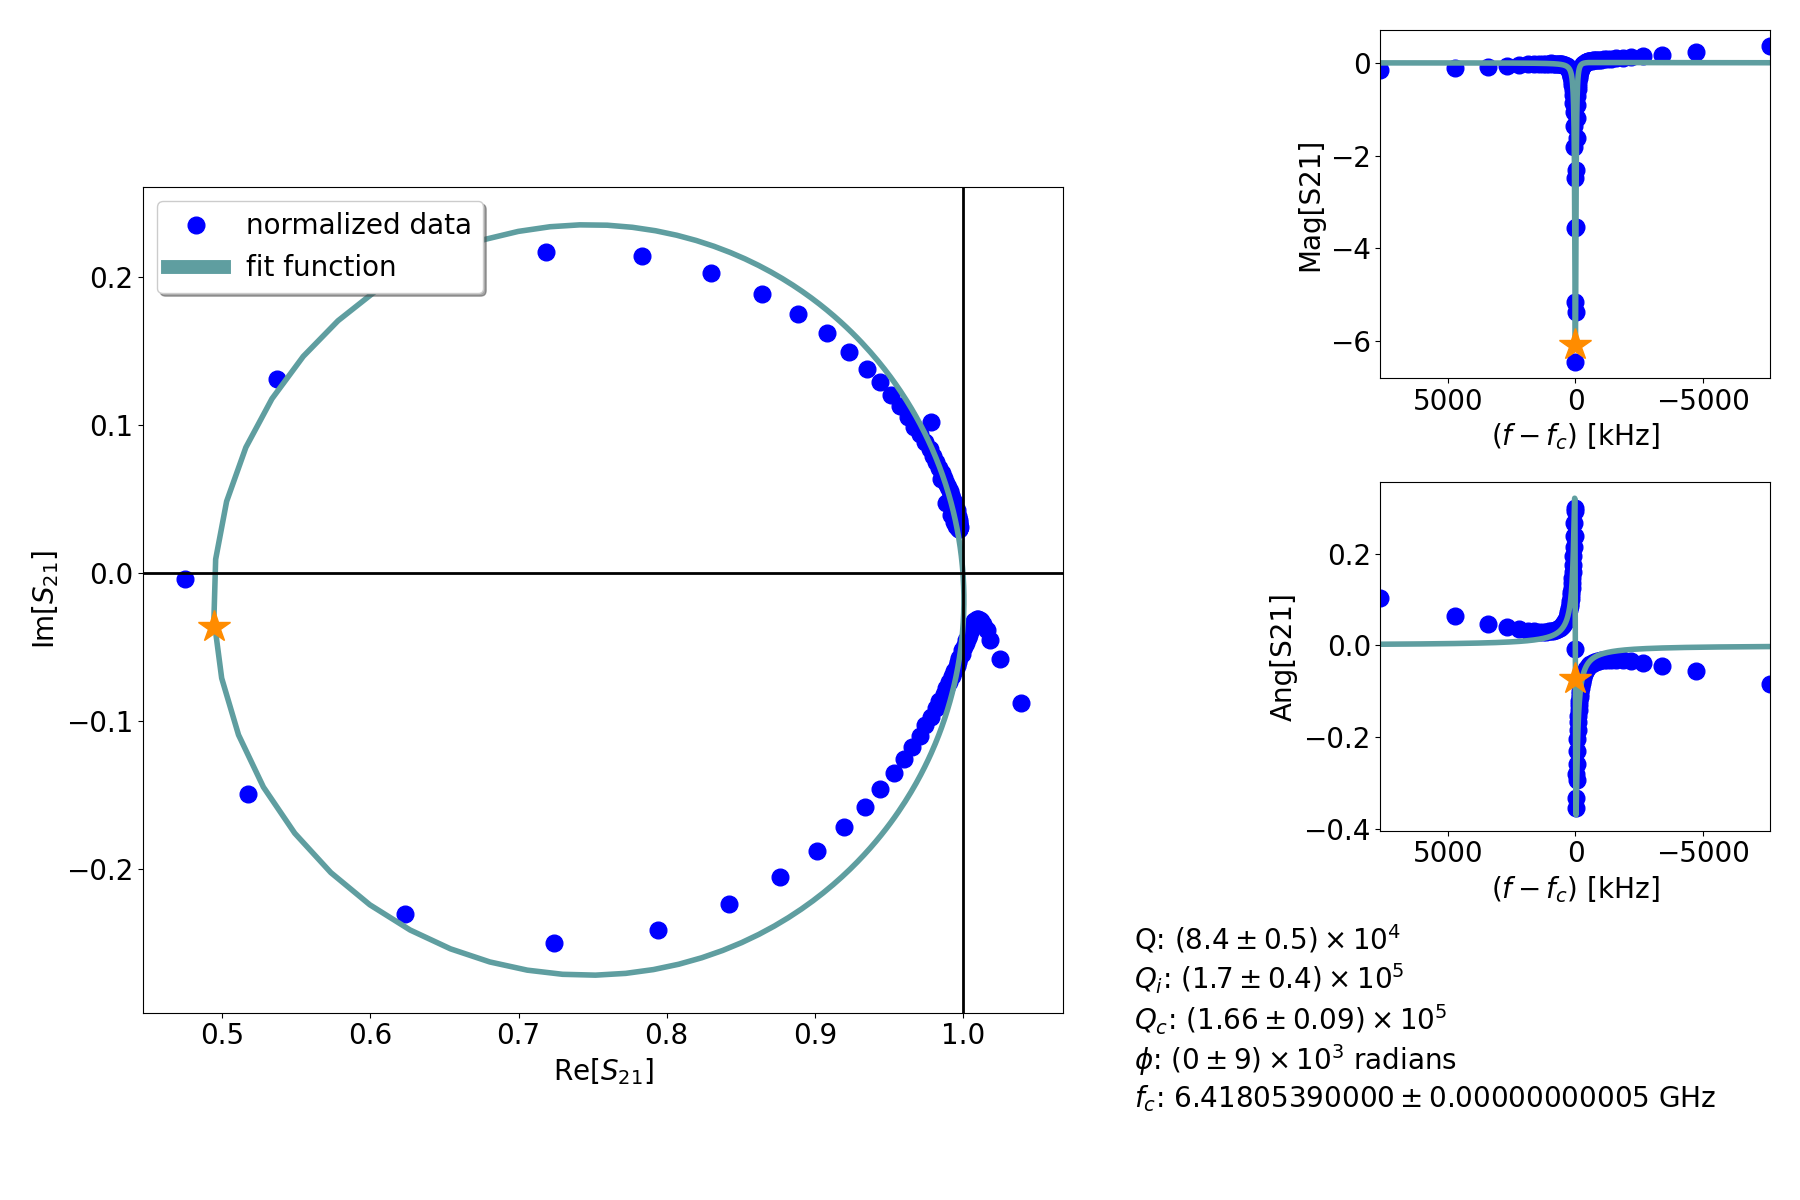 normalized data
fit function
0.2
0.1
0.0
−0.1
−0.2
Im[S21]
0.5
0.6
0.7
0.8
0.9
1.0
Re[S21]
0
−2
−4
−6
Mag[S21]
5000
0
−5000
(f − fc) [kHz]
0.2
0.0
−0.2
−0.4
Ang[S21]
5000
0
−5000
(f − fc) [kHz]
Q: (8.4 ± 0.5) × 10^4
Qi: (1.7 ± 0.4) × 10^5
Qc: (1.66 ± 0.09) × 10^5
ϕ: (0 ± 9) × 10^3 radians
fc: 6.41805390000 ± 0.00000000005 GHz